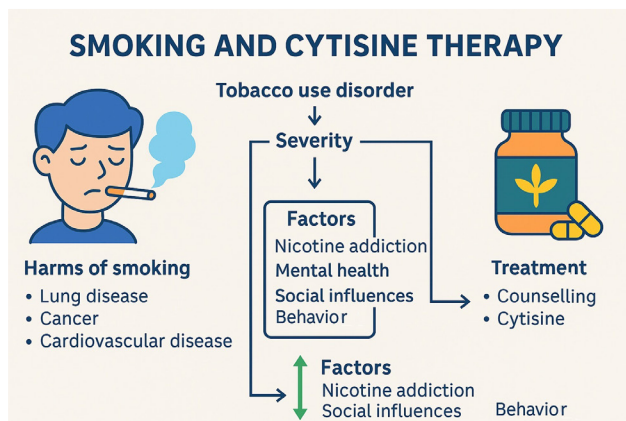 SMOKING AND CYTISINE THERAPY
Tobacco use disorder
Severity
Factors
Nicotine addiction
Mental health
Social influences
Behavior
Harms of smoking
• Lung disease
• Cancer
• Cardiovascular disease
Treatment
• Counselling
• Cytisine
Factors
Nicotine addiction
Social influences Behavior